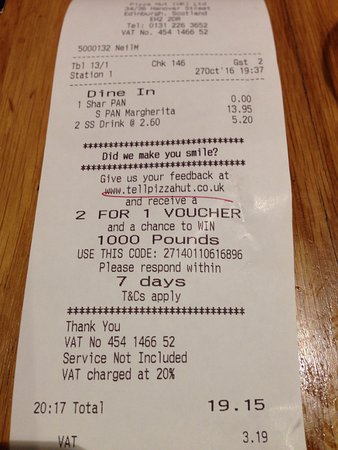 Pizza Hut (UK) Ltd
34/36 Hanover Street
Edinburgh, Scotland
EH2 2DR
Tel: 0131 226 3652
VAT No. 454 1466 52
5000132 NeilM
Tbl 13/1 Chk 146 Gst 2
Station 1 27Oct'16 19:37
Dine In
1 Shar PAN 0.00
S PAN Margherita 13.95
2 SS Drink @ 2.60 5.20
Did we make you smile?
Give us your feedback at
www.tellpizzahut.co.uk
and receive a
2 FOR 1 VOUCHER
and a chance to WIN
1000 Pounds
USE THIS CODE: 27140110616896
Please respond within
7 days
T&Cs apply
Thank You
VAT No 454 1466 52
Service Not Included
VAT charged at 20%
20:17 Total 19.15
VAT 3.19